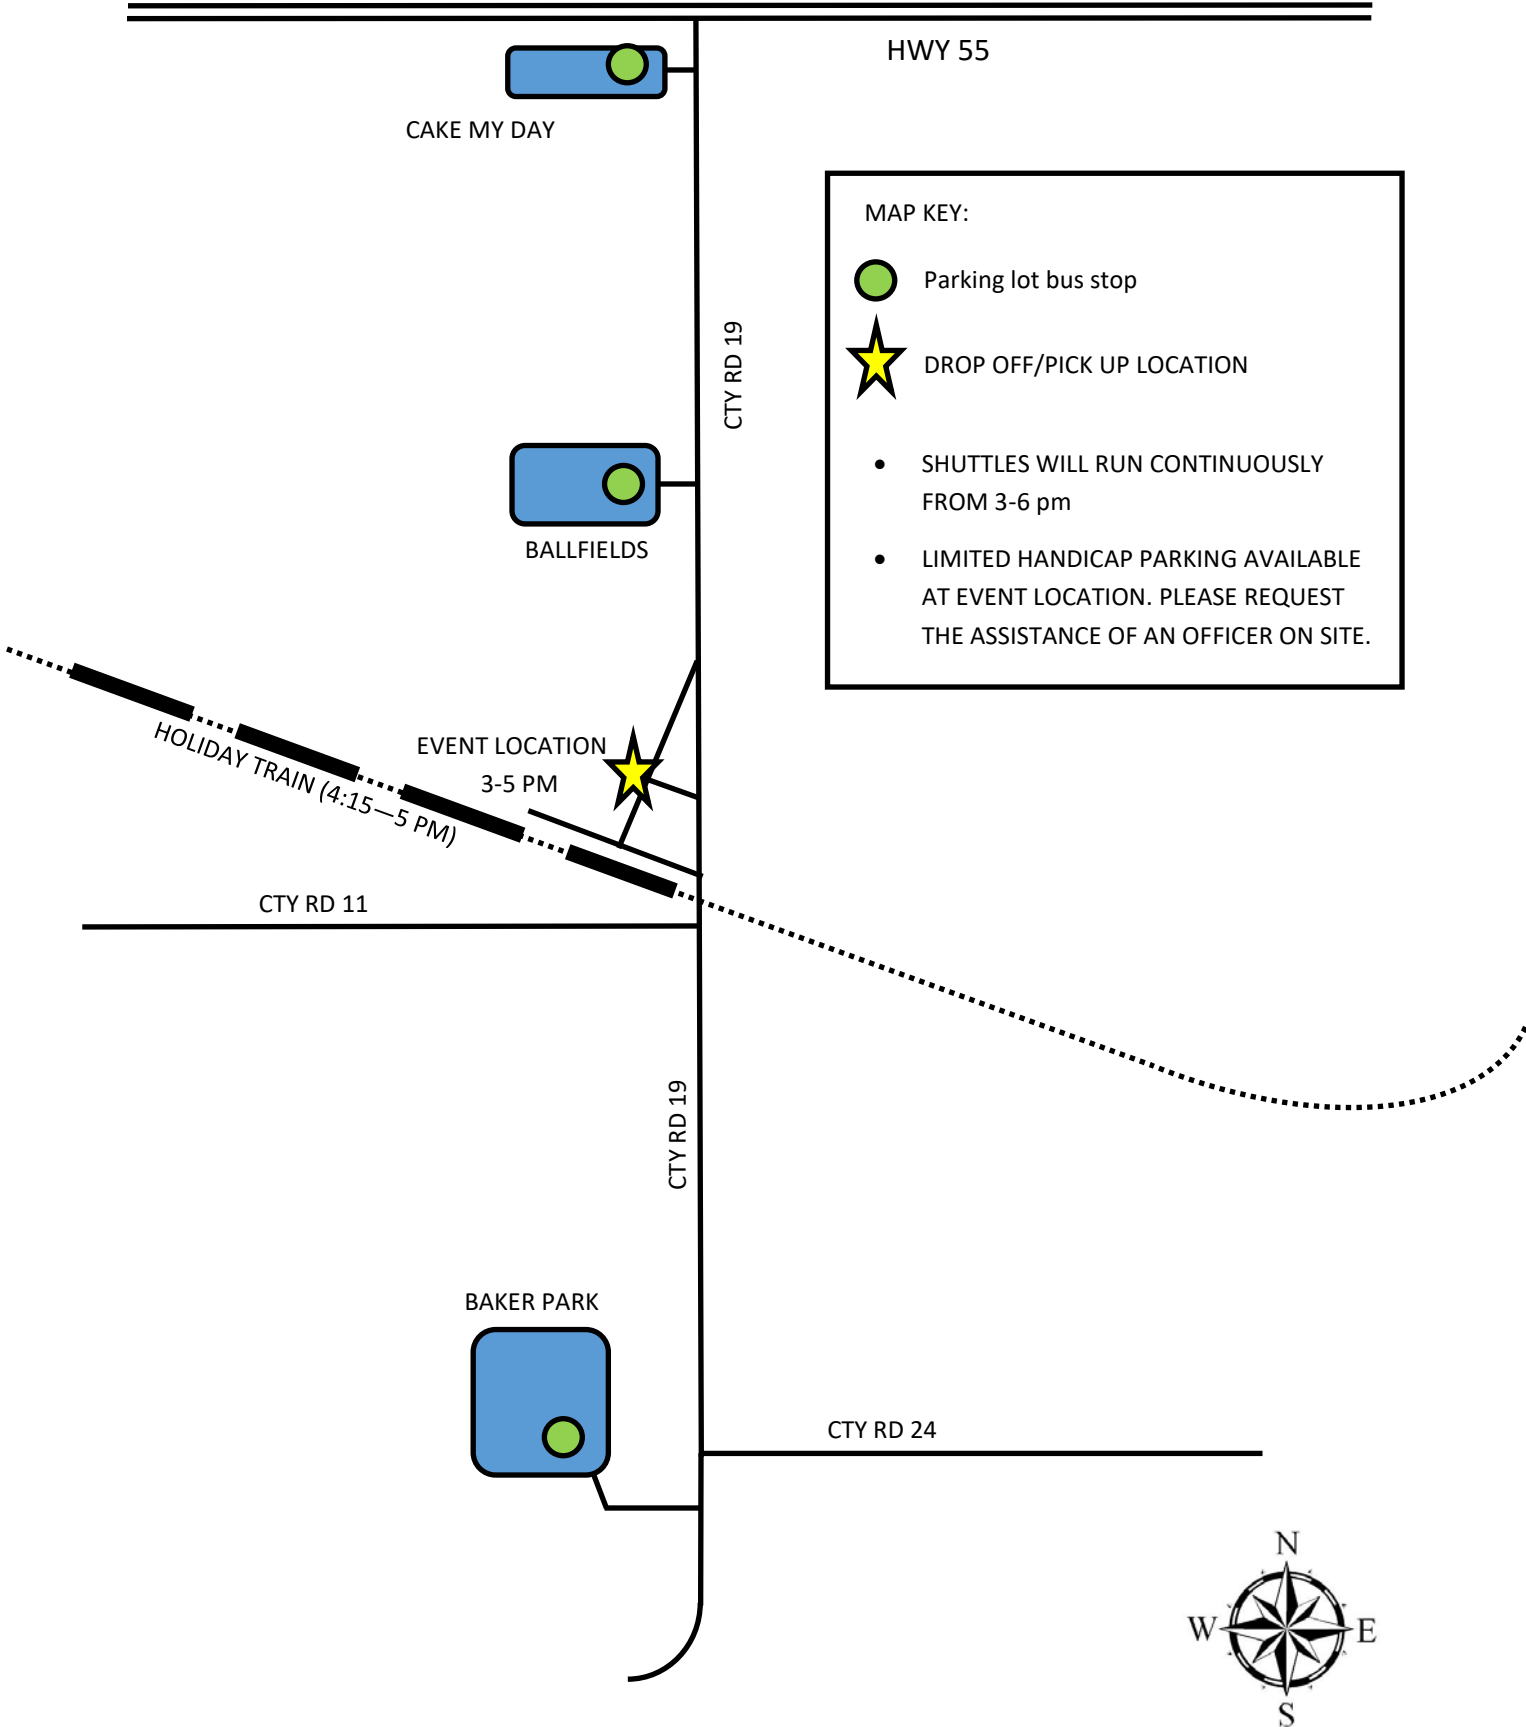 HWY 55
CAKE MY DAY
MAP KEY:
Parking lot bus stop
DROP OFF/PICK UP LOCATION
• SHUTTLES WILL RUN CONTINUOUSLY
FROM 3-6 pm
• LIMITED HANDICAP PARKING AVAILABLE
AT EVENT LOCATION. PLEASE REQUEST
THE ASSISTANCE OF AN OFFICER ON SITE.
CTY RD 19
BALLFIELDS
EVENT LOCATION
3-5 PM
HOLIDAY TRAIN (4:15—5 PM)
CTY RD 11
CTY RD 19
BAKER PARK
CTY RD 24
N
W E
S